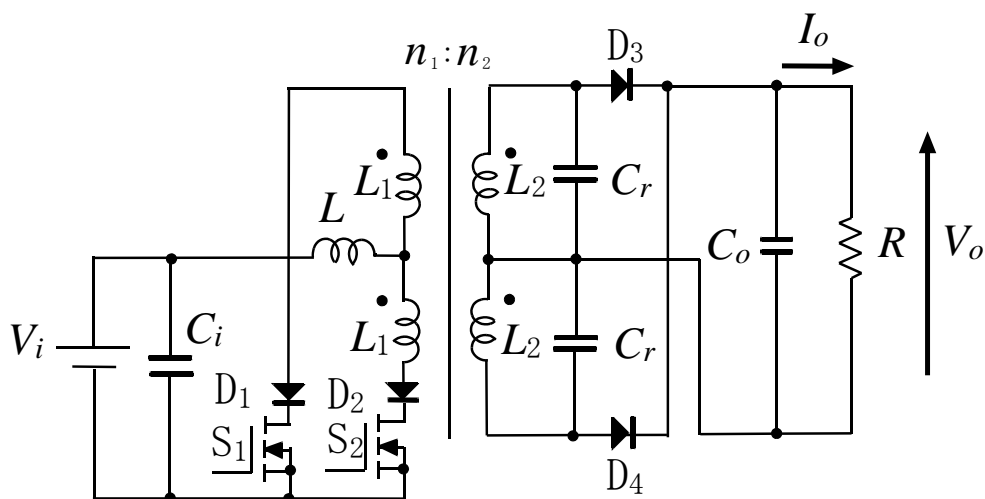 n₁:n₂
D₃
Iₒ
L₁
L₂
Cᵣ
L
Cₒ
R
Vₒ
Vᵢ
Cᵢ
L₁
L₂
Cᵣ
D₁
D₂
S₁
S₂
D₄